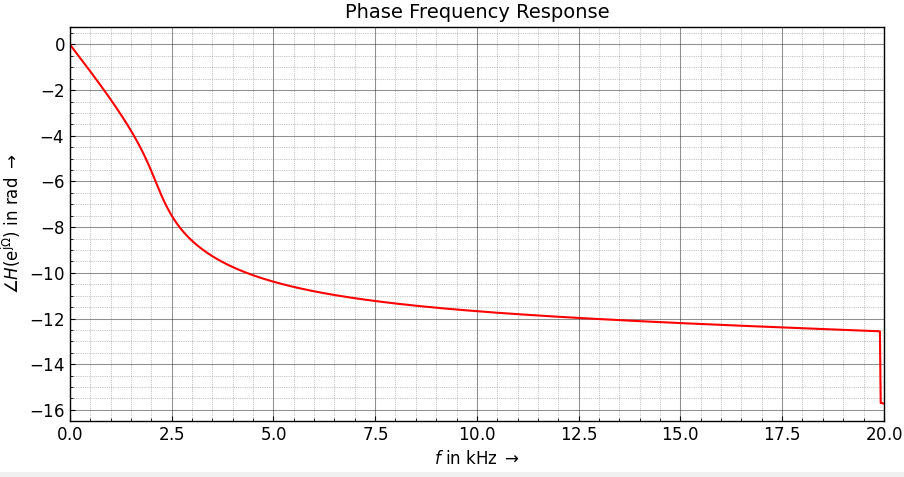 Phase Frequency Response
∠H(e^jΩ) in rad →
0
−2
−4
−6
−8
−10
−12
−14
−16
0.0 2.5 5.0 7.5 10.0 12.5 15.0 17.5 20.0
f in kHz →